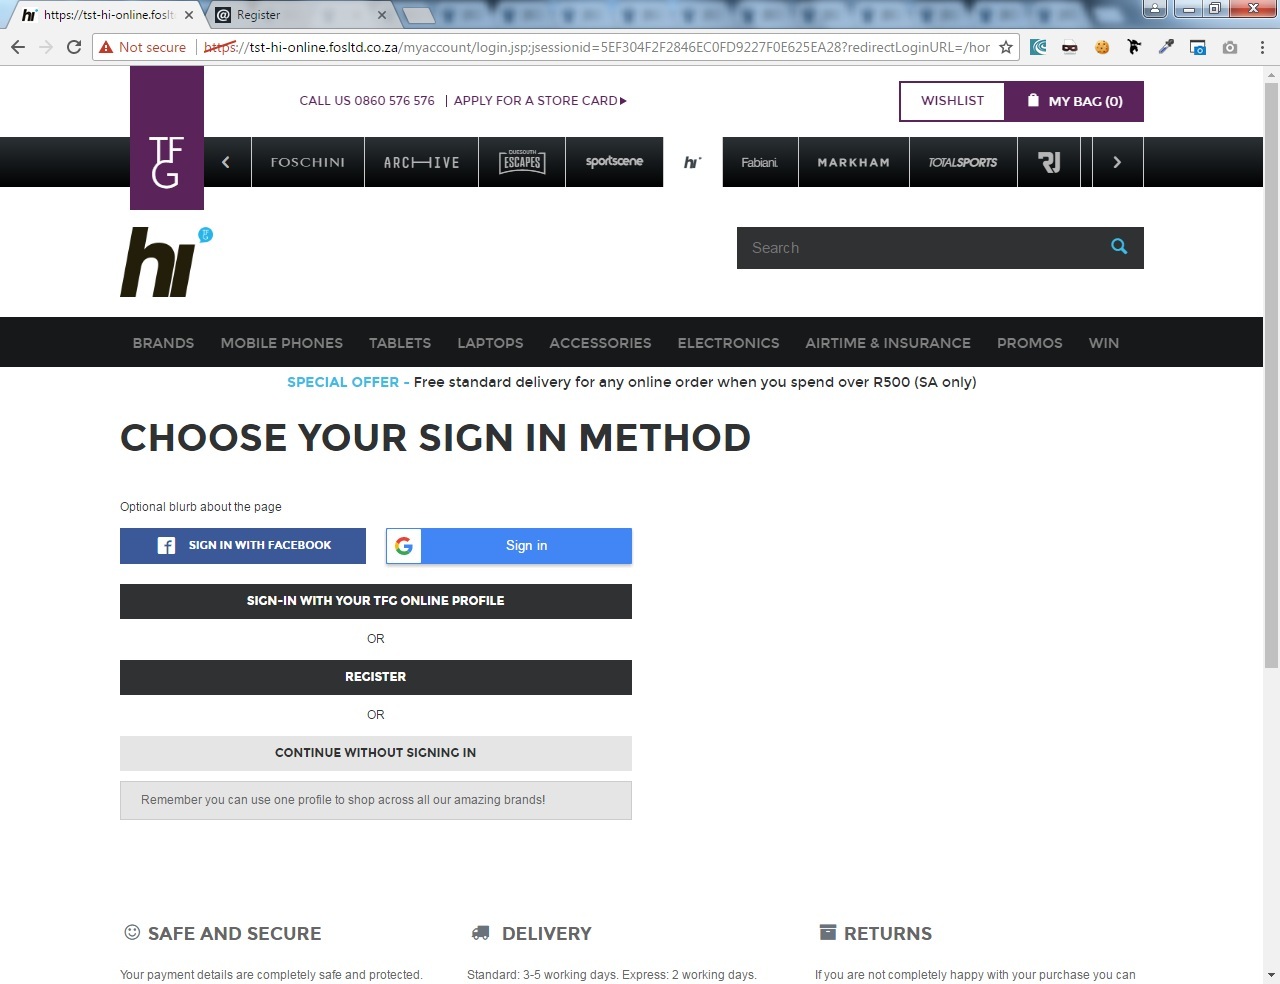 https://tst-hi-online.foslt
Register
Not secure
https://tst-hi-online.fosltd.co.za/myaccount/login.jsp;jsessionid=5EF304F2F2846EC0FD9227F0E625EA28?redirectLoginURL=/hor
CALL US 0860 576 576 | APPLY FOR A STORE CARD
WISHLIST
MY BAG (0)
TFG
FOSCHINI
ARCHIVE
DUESOUTH ESCAPES
sportscene
hi
Fabiani.
MARKHAM
TOTALSPORTS
RJ
hi
Search
BRANDS MOBILE PHONES TABLETS LAPTOPS ACCESSORIES ELECTRONICS AIRTIME & INSURANCE PROMOS WIN
SPECIAL OFFER - Free standard delivery for any online order when you spend over R500 (SA only)
CHOOSE YOUR SIGN IN METHOD
Optional blurb about the page
SIGN IN WITH FACEBOOK
Sign in
SIGN-IN WITH YOUR TFG ONLINE PROFILE
OR
REGISTER
OR
CONTINUE WITHOUT SIGNING IN
Remember you can use one profile to shop across all our amazing brands!
SAFE AND SECURE
Your payment details are completely safe and protected.
DELIVERY
Standard: 3-5 working days. Express: 2 working days.
RETURNS
If you are not completely happy with your purchase you can